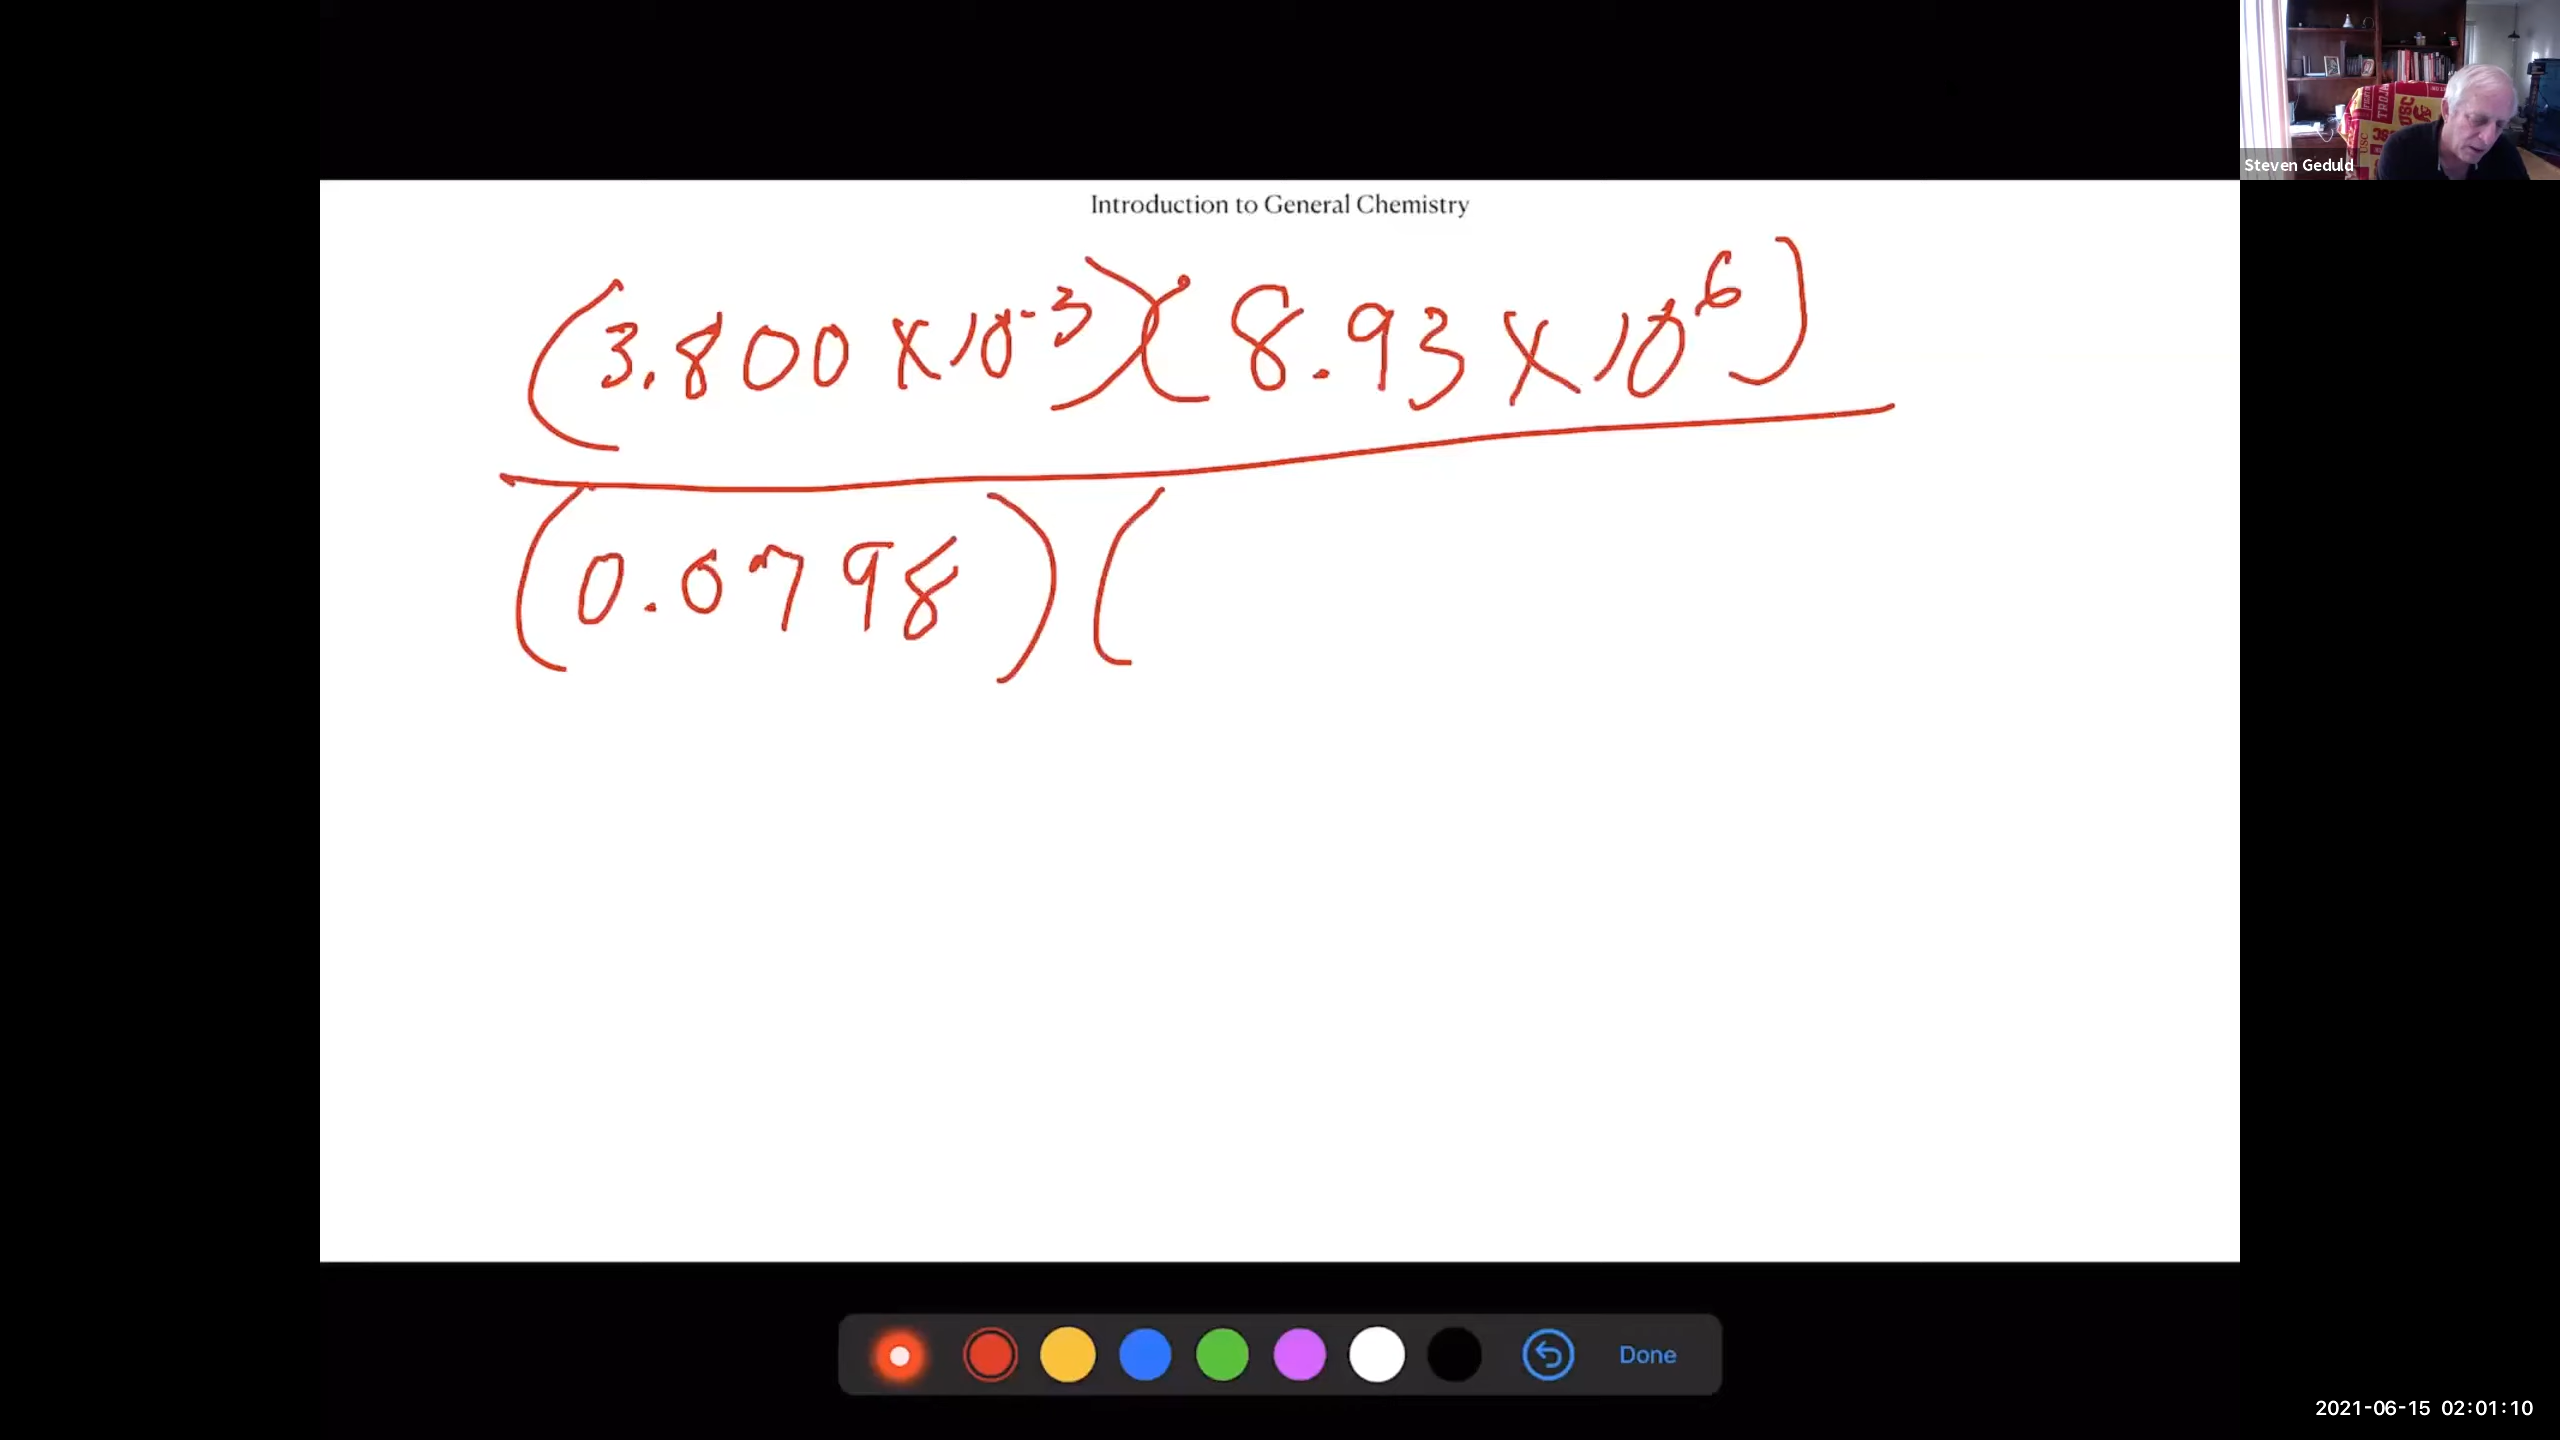 Steven Geduld
Introduction to General Chemistry
(3.800 x 10⁻³)(8.93 x 10⁶)
(0.0798)(
Done
2021-06-15 02:01:10